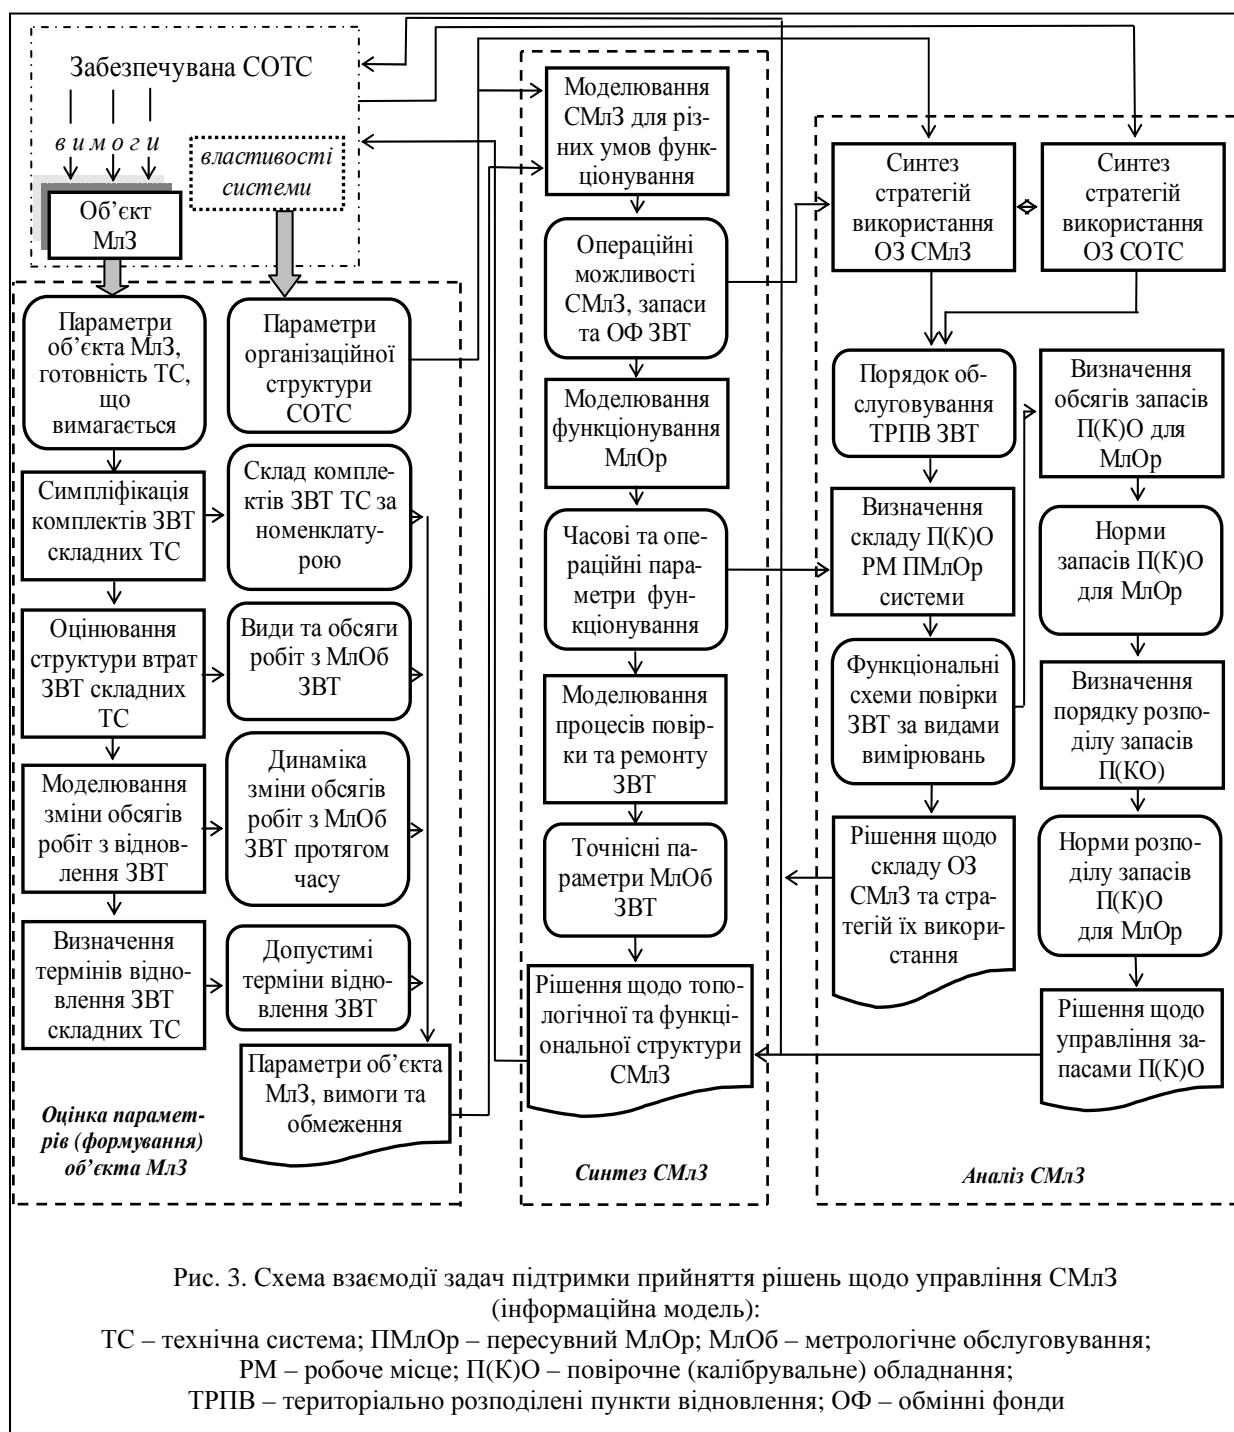 Забезпечувана СОТС
вимоги
властивості
системи
Об’єкт
МлЗ
Параметри
об’єкта МлЗ,
готовність ТС,
що
вимагається
Параметри
організаційної
структури
СОТС
Симпліфікація
комплектів ЗВТ
складних ТС
Склад компле-
ктів ЗВТ ТС за
номенклату-
рою
Оцінювання
структури втрат
ЗВТ складних
ТС
Види та обсяги
робіт з МлОб
ЗВТ
Моделювання
зміни обсягів
робіт з віднов-
лення ЗВТ
Динаміка
зміни обсягів
робіт з МлОб
ЗВТ протягом
часу
Визначення
термінів відно-
влення ЗВТ
складних ТС
Допустимі
терміни відно-
влення ЗВТ
Параметри об’єкта
МлЗ, вимоги та
обмеження
Оцінка парамет-
рів (формування)
об’єкта МлЗ
Моделювання
СМлЗ для різ-
них умов функ-
ціонування
Операційні
можливості
СМлЗ, запаси
та ОФ ЗВТ
Моделювання
функціонування
МлОр
Часові та опе-
раційні пара-
метри фун-
кціонування
Моделювання
процесів повір-
ки та ремонту
ЗВТ
Точнісні па-
раметри МлОб
ЗВТ
Рішення щодо топо-
логічної та функці-
ональної структури
СМлЗ
Синтез СМлЗ
Синтез
стратегій
використання
ОЗ СМлЗ
Синтез
стратегій
використання
ОЗ СОТС
Порядок об-
слуговування
ТРПВ ЗВТ
Визначення
складу П(К)О
РМ ПМлОр
системи
Функціональні
схеми повірки
ЗВТ за видами
вимірювань
Рішення щодо
складу ОЗ
СМлЗ та стра-
тегій їх викори-
стання
Визначення
обсягів запасів
П(К)О для
МлОр
Норми
запасів П(К)О
для МлОр
Визначення
порядку розпо-
ділу запасів
П(КО)
Норми розпо-
ділу запасів
П(К)О
для МлОр
Рішення щодо
управління за-
пасами П(К)О
Аналіз СМлЗ
Рис. 3. Схема взаємодії задач підтримки прийняття рішень щодо управління СМлЗ
(інформаційна модель):
ТС – технічна система; ПМлОр – пересувний МлОр; МлОб – метрологічне обслуговування;
РМ – робоче місце; П(К)О – повірочне (калібрувальне) обладнання;
ТРПВ – територіально розподілені пункти відновлення; ОФ – обмінні фонди